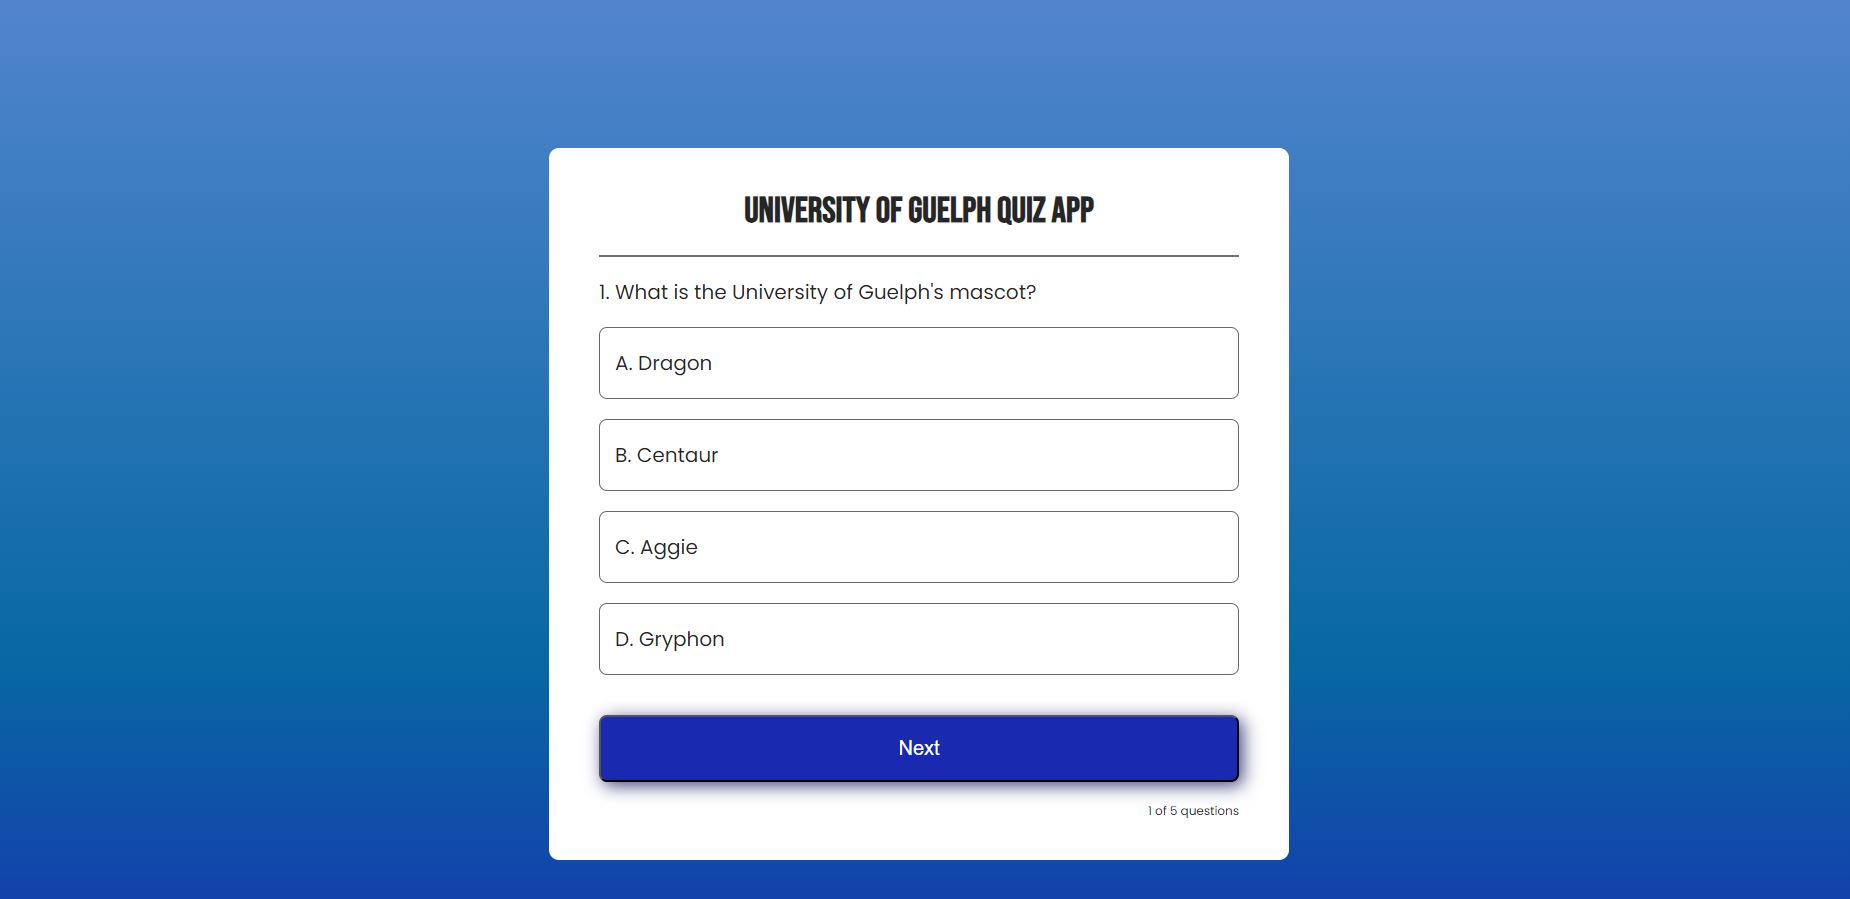 UNIVERSITY OF GUELPH QUIZ APP
1. What is the University of Guelph's mascot?
A. Dragon
B. Centaur
C. Aggie
D. Gryphon
Next
1 of 5 questions